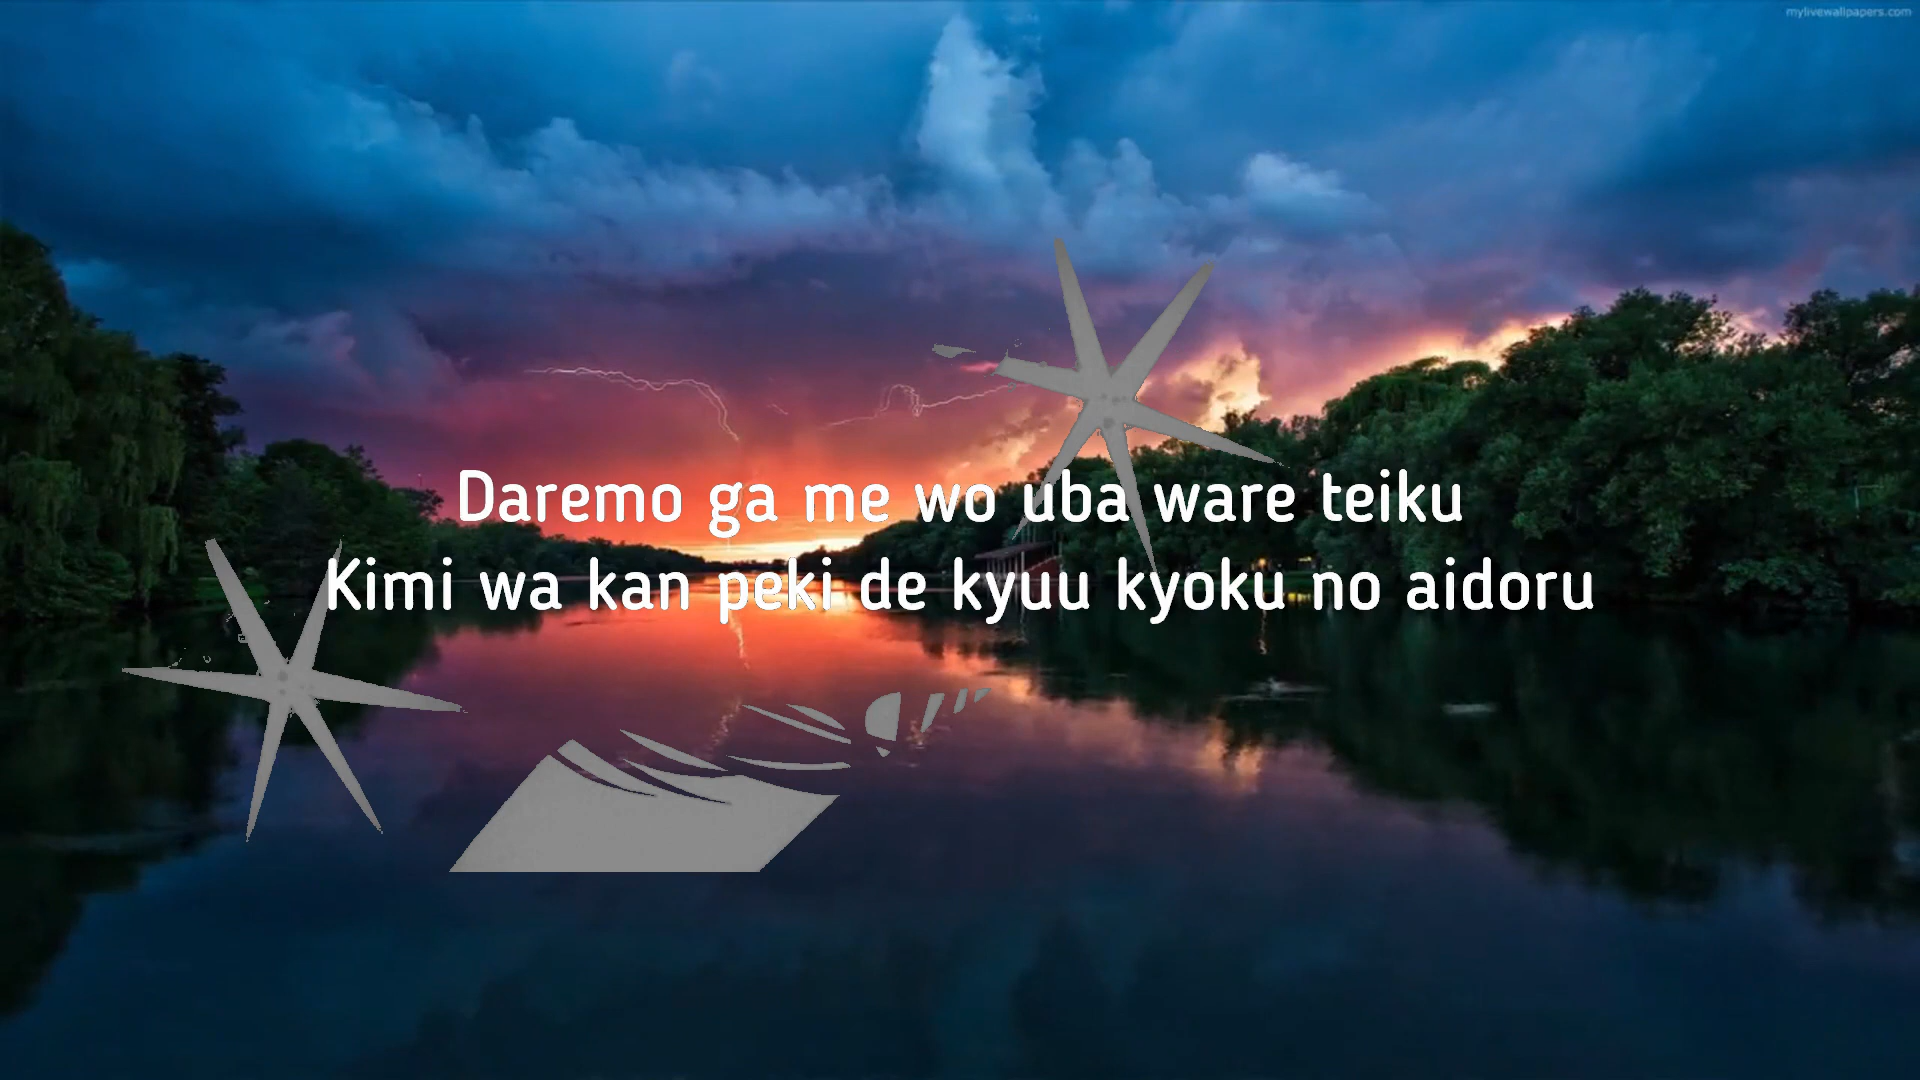 mylivewallpapers.com
Daremo ga me wo uba ware teiku
Kimi wa kan peki de kyuu kyoku no aidoru